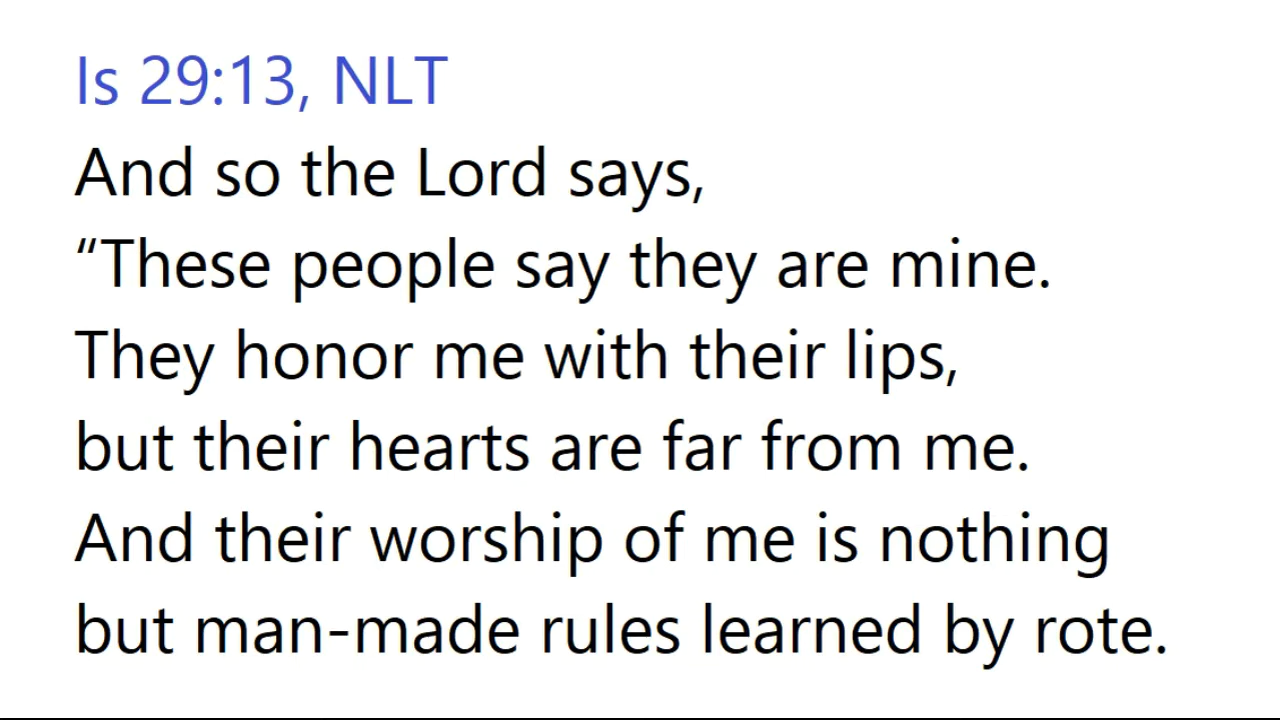 Is 29:13, NLT
And so the Lord says,
“These people say they are mine.
They honor me with their lips,
but their hearts are far from me.
And their worship of me is nothing
but man-made rules learned by rote.